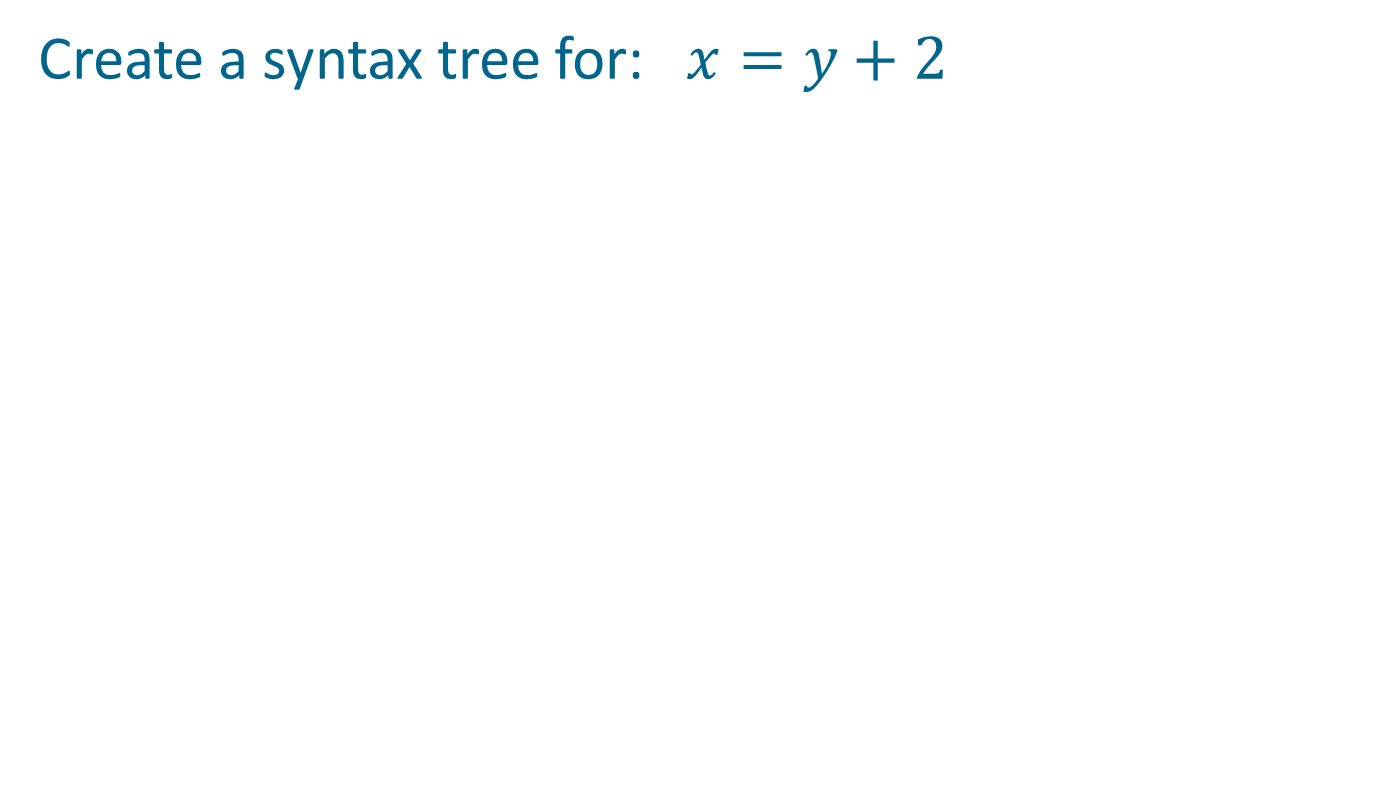 Create a syntax tree for: x = y + 2